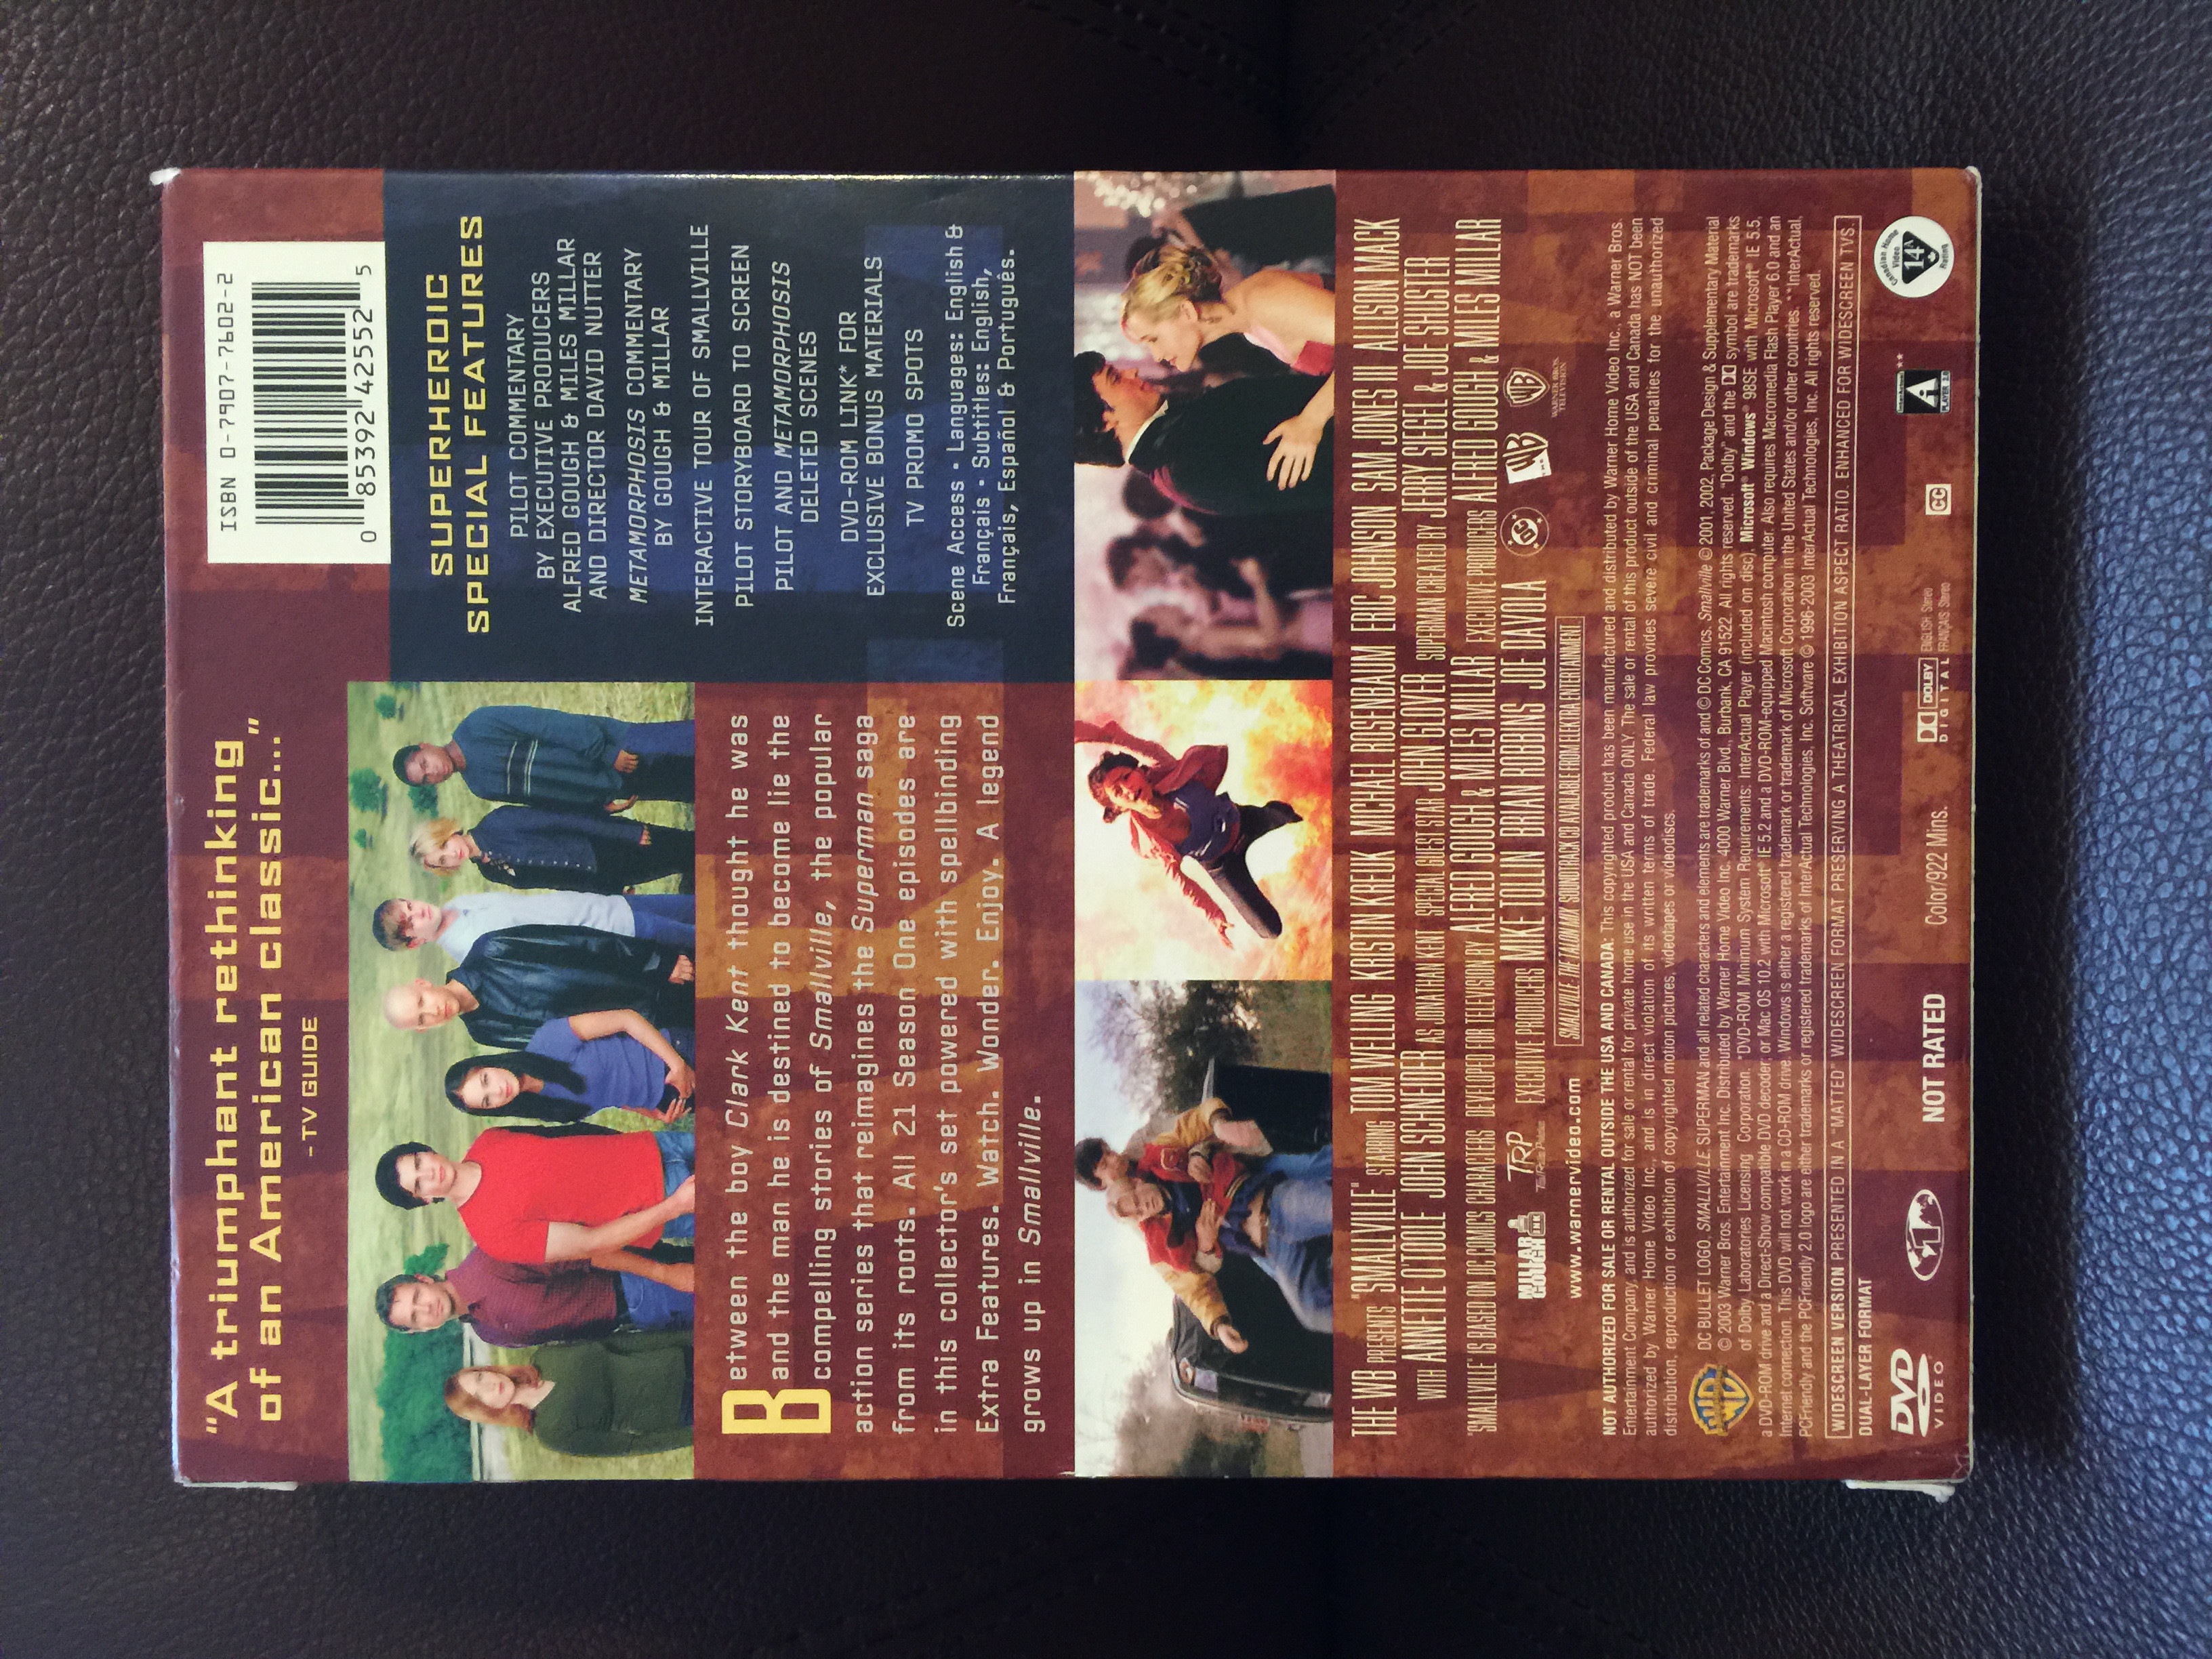 "A triumphant rethinking
of an American classic..."
-TV GUIDE
ISBN 0-7907-7602-2
0 85392 42552 5
SUPERHEROIC
SPECIAL FEATURES
PILOT COMMENTARY
BY EXECUTIVE PRODUCERS
ALFRED GOUGH & MILES MILLAR
AND DIRECTOR DAVID NUTTER
METAMORPHOSIS COMMENTARY
BY GOUGH & MILLAR
INTERACTIVE TOUR OF SMALLVILLE
PILOT STORYBOARD TO SCREEN
PILOT AND METAMORPHOSIS
DELETED SCENES
DVD-ROM LINK* FOR
EXCLUSIVE BONUS MATERIALS
TV PROMO SPOTS
Scene Access • Languages: English &
Français • Subtitles: English,
Français, Español & Português.
Between the boy Clark Kent thought he was
and the man he is destined to become lie the
compelling stories of Smallville, the popular
action series that reimagines the Superman saga
from its roots. All 21 Season One episodes are
in this collector's set powered with spellbinding
Extra Features. Watch. Wonder. Enjoy. A legend
grows up in Smallville.
THE WB PRESENTS "SMALLVILLE" STARRING TOM WELLING KRISTIN KREUK MICHAEL ROSENBAUM ERIC JOHNSON SAM JONES III ALLISON MACK
WITH ANNETTE O'TOOLE JOHN SCHNEIDER AS JONATHAN KENT SPECIAL GUEST STAR JOHN GLOVER SUPERMAN CREATED BY JERRY SIEGEL & JOE SHUSTER
"SMALLVILLE" IS BASED ON DC COMICS CHARACTERS DEVELOPED FOR TELEVISION BY ALFRED GOUGH & MILES MILLAR EXECUTIVE PRODUCERS ALFRED GOUGH & MILES MILLAR
MILLAR GOUGH INK TRP EXECUTIVE PRODUCERS MIKE TOLLIN BRIAN ROBBINS JOE DAVOLA DC THE WB WB WARNER BROS. TELEVISION
www.warnervideo.com SMALLVILLE: THE TALON MIX SOUNDTRACK CD AVAILABLE FROM ELEKTRA ENTERTAINMENT.
NOT AUTHORIZED FOR SALE OR RENTAL OUTSIDE THE USA AND CANADA: This copyrighted product has been manufactured and distributed by Warner Home Video Inc., a Warner Bros.
Entertainment Company, and is authorized for sale or rental for private home use in the USA and Canada ONLY. The sale or rental of this product outside of the USA and Canada has NOT been
authorized by Warner Home Video Inc., and is in direct violation of its written terms of trade. Federal law provides severe civil and criminal penalties for the unauthorized
distribution, reproduction or exhibition of copyrighted motion pictures, videotapes or videodiscs.
DC BULLET LOGO, SMALLVILLE, SUPERMAN and all related characters and elements are trademarks of and © DC Comics. Smallville © 2001, 2002, Package Design & Supplementary Material
© 2003 Warner Bros. Entertainment Inc. Distributed by Warner Home Video Inc. 4000 Warner Blvd., Burbank, CA 91522. All rights reserved. "Dolby" and the DD symbol are trademarks
of Dolby Laboratories Licensing Corporation. *DVD-ROM Minimum System Requirements: InterActual Player (included on disc), Microsoft® Windows® 98SE with Microsoft® IE 5.5,
a DVD-ROM drive and a Direct-Show compatible DVD decoder; or Mac OS 10.2 with Microsoft® IE 5.2 and a DVD-ROM-equipped Macintosh computer. Also requires Macromedia Flash Player 6.0 and an
Internet connection. This DVD will not work in a CD-ROM drive. Windows is either a registered trademark or trademark of Microsoft Corporation in the United States and/or other countries. **InterActual,
PCFriendly and the PCFriendly 2.0 logo are either trademarks or registered trademarks of InterActual Technologies, Inc. Software © 1996-2003 InterActual Technologies, Inc. All rights reserved.
WIDESCREEN VERSION PRESENTED IN A "MATTED" WIDESCREEN FORMAT PRESERVING A THEATRICAL EXHIBITION ASPECT RATIO. ENHANCED FOR WIDESCREEN TVS.
DUAL-LAYER FORMAT
DVD VIDEO
1
NOT RATED
Color/922 Mins.
DOLBY DIGITAL
ENGLISH: Stereo
FRANÇAIS: Stereo
CC
InterActual** PLAYER 2.0
Canadian Home Video 14A Rating